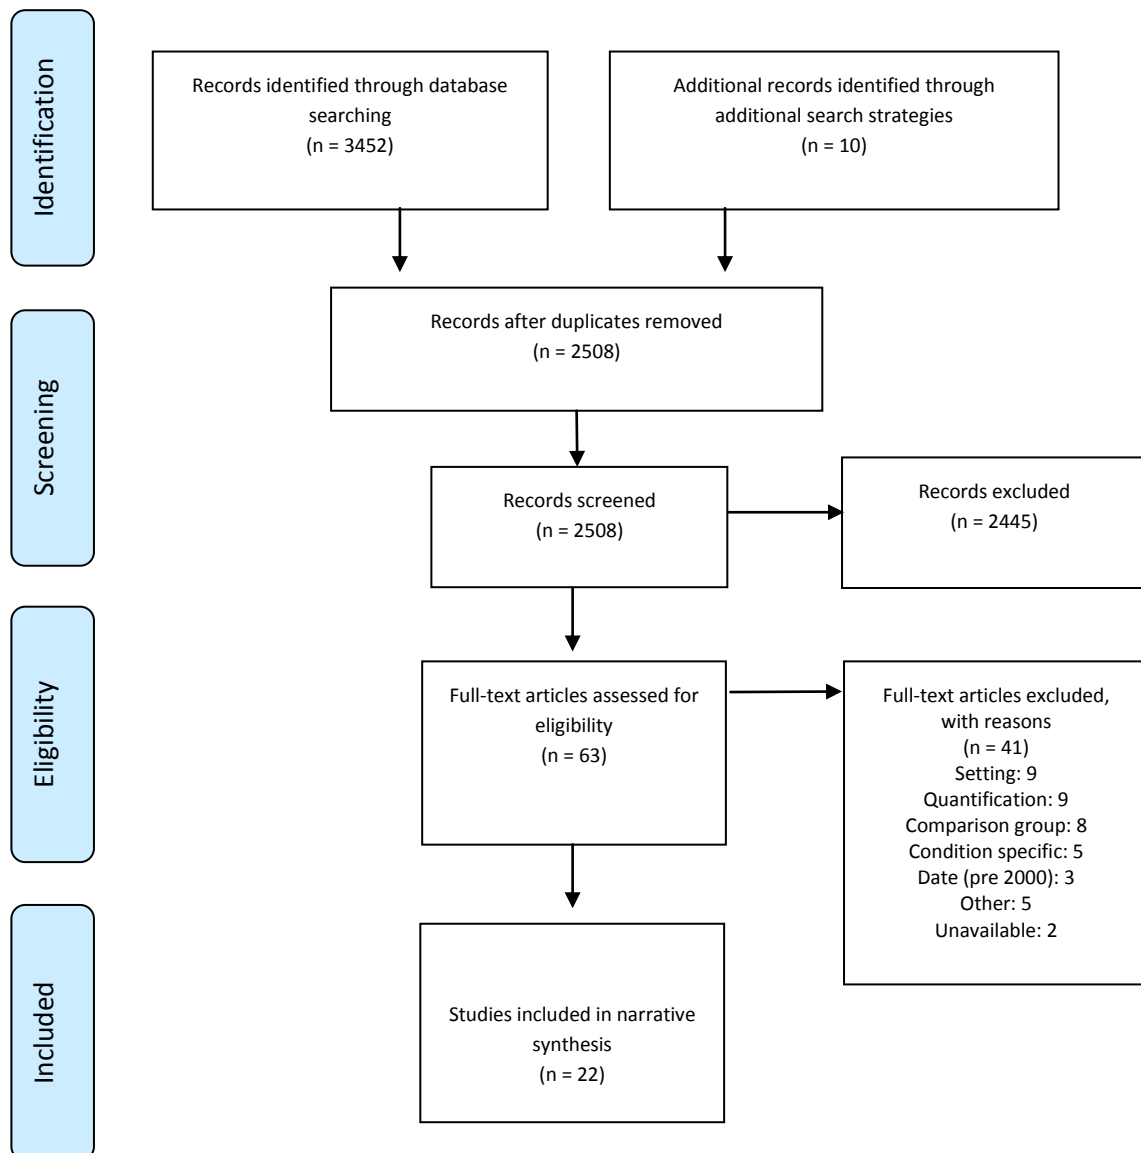 Identification
Records identified through database
searching
(n = 3452)
Additional records identified through
additional search strategies
(n = 10)
Screening
Records after duplicates removed
(n = 2508)
Records screened
(n = 2508)
Records excluded
(n = 2445)
Eligibility
Full-text articles assessed for
eligibility
(n = 63)
Full-text articles excluded,
with reasons
(n = 41)
Setting: 9
Quantification: 9
Comparison group: 8
Condition specific: 5
Date (pre 2000): 3
Other: 5
Unavailable: 2
Included
Studies included in narrative
synthesis
(n = 22)